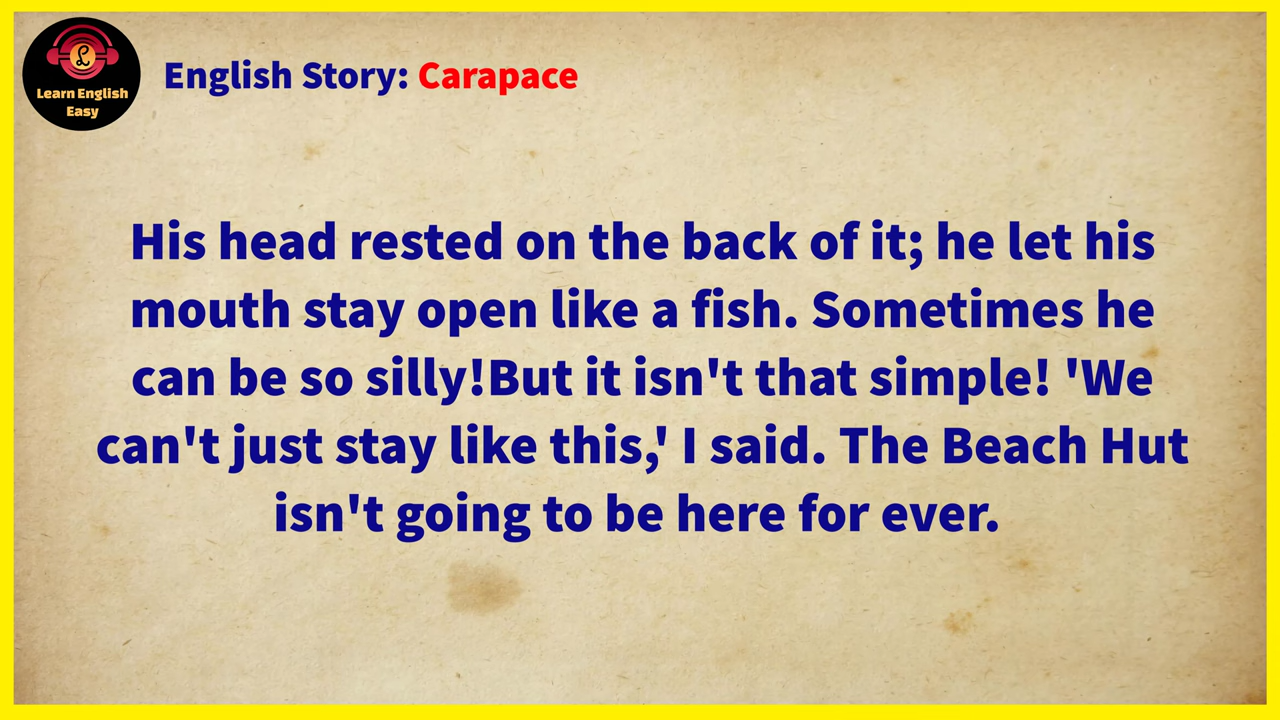 Learn English
Easy
English Story: Carapace
His head rested on the back of it; he let his
mouth stay open like a fish. Sometimes he
can be so silly!But it isn't that simple! 'We
can't just stay like this,' I said. The Beach Hut
isn't going to be here for ever.